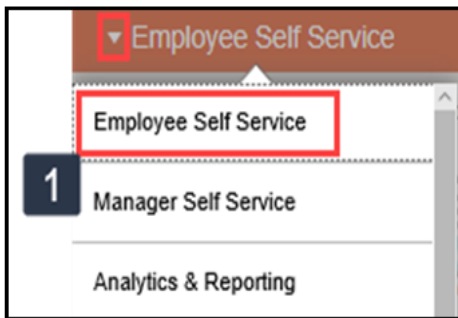 Employee Self Service
Employee Self Service
1
Manager Self Service
Analytics & Reporting